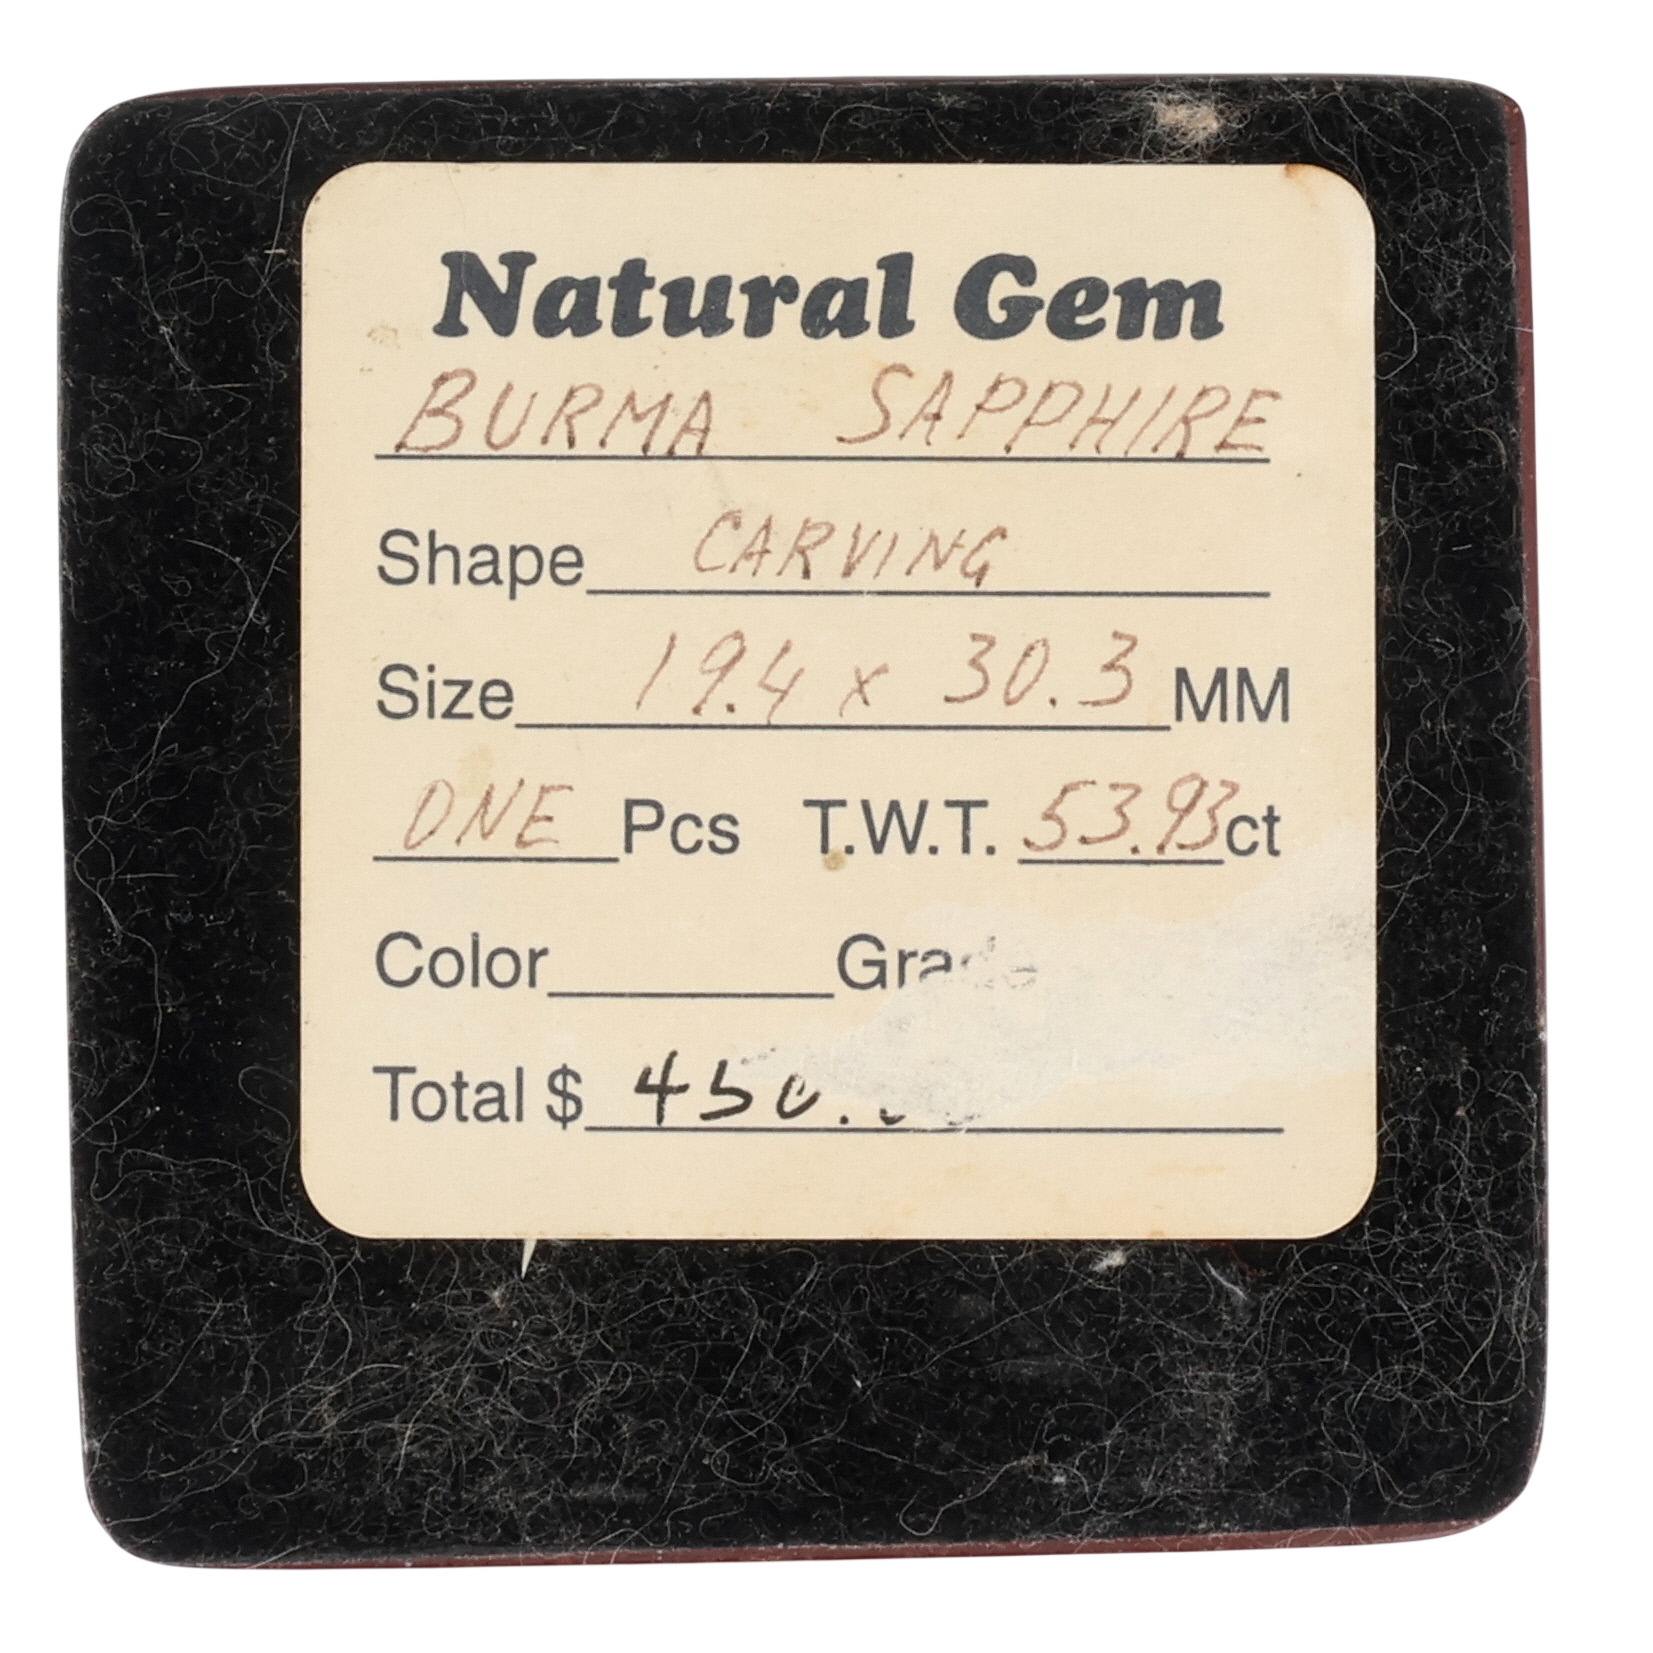 Natural Gem
BURMA SAPPHIRE
Shape CARVING
Size 19.4 x 30.3 MM
ONE Pcs T.W.T. 53.93 ct
Color Grade
Total $ 450.